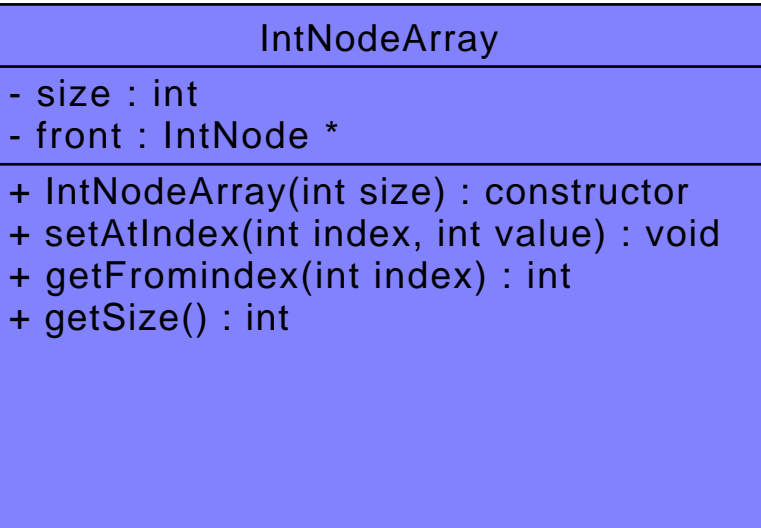 IntNodeArray
- size : int
- front : IntNode *
+ IntNodeArray(int size) : constructor
+ setAtIndex(int index, int value) : void
+ getFromindex(int index) : int
+ getSize() : int